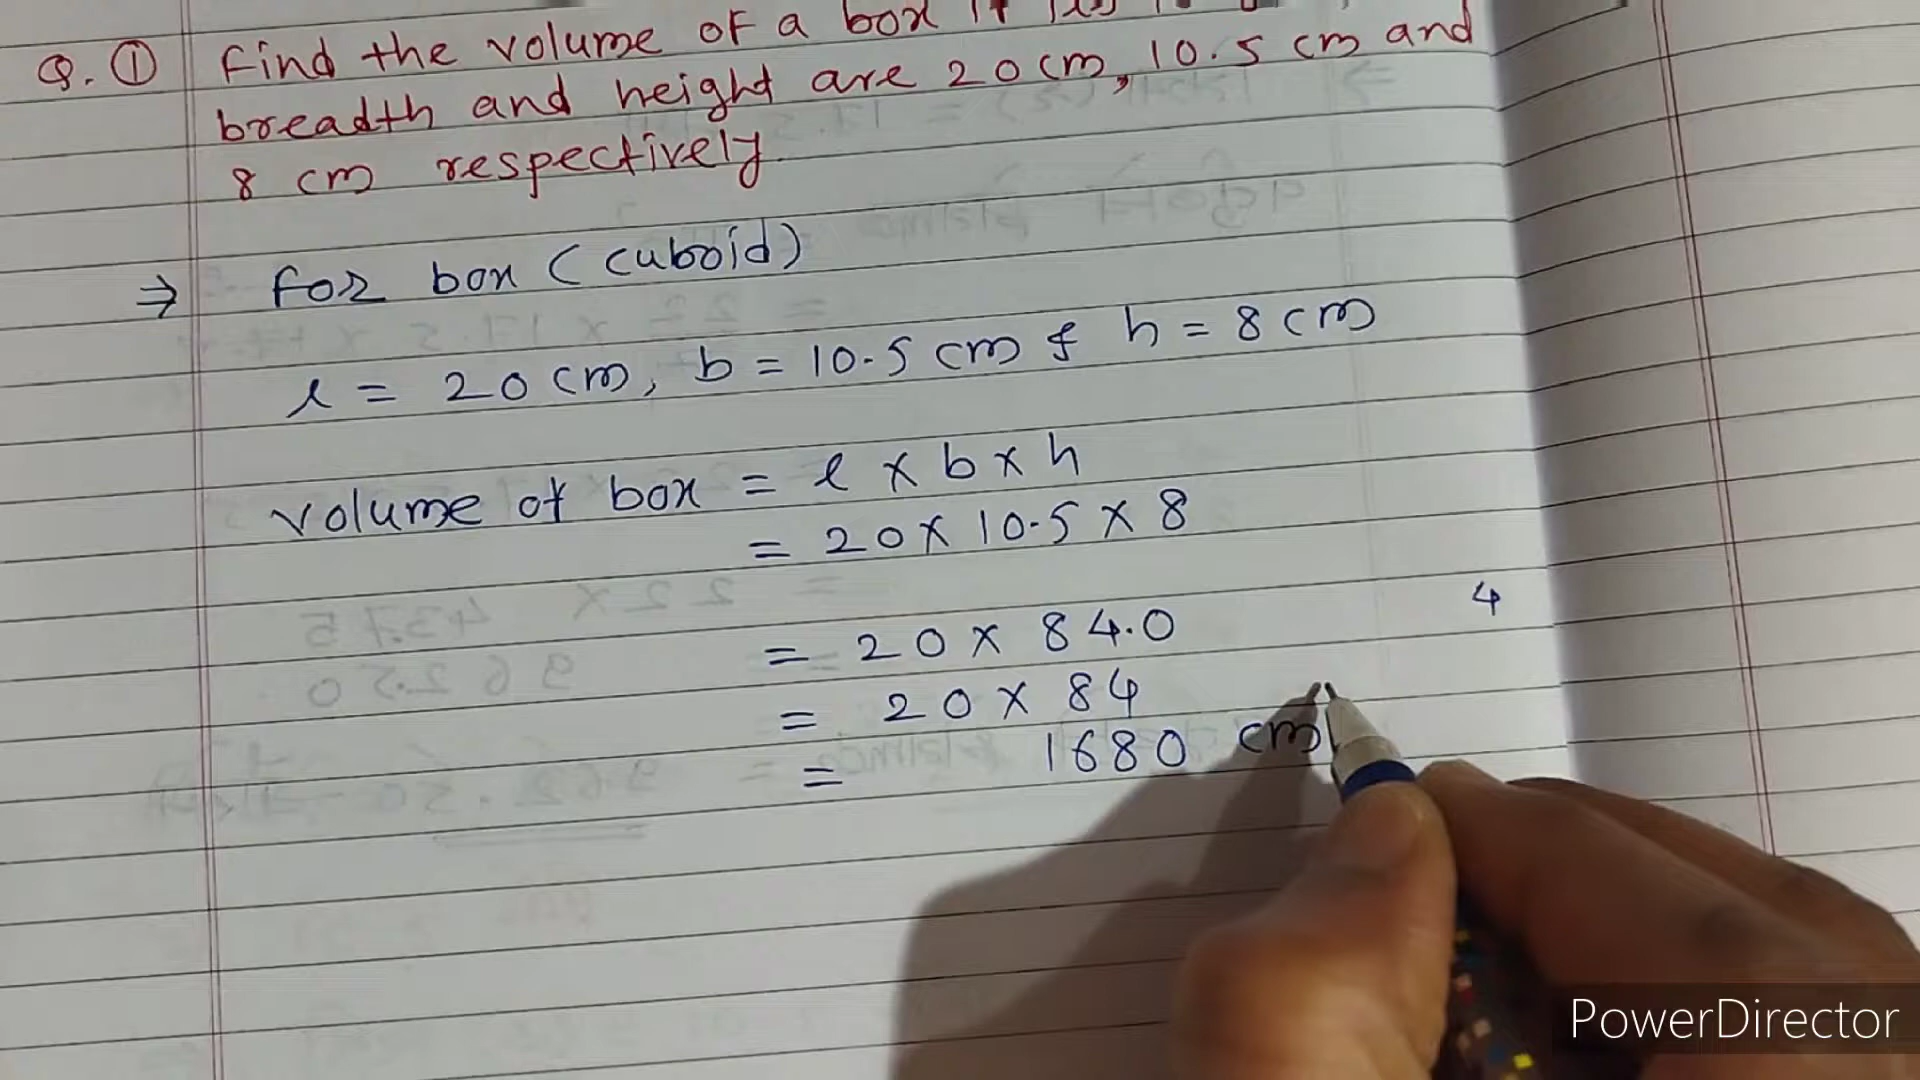 Q. ① Find the volume of a box if its
breadth and height are 20 cm, 10.5 cm and
8 cm respectively.
⇒ For box (cuboid)
l = 20 cm, b = 10.5 cm & h = 8 cm
volume of box = l × b × h
= 20 × 10.5 × 8
4
= 20 × 84.0
= 20 × 84
= 1680 cm
PowerDirector